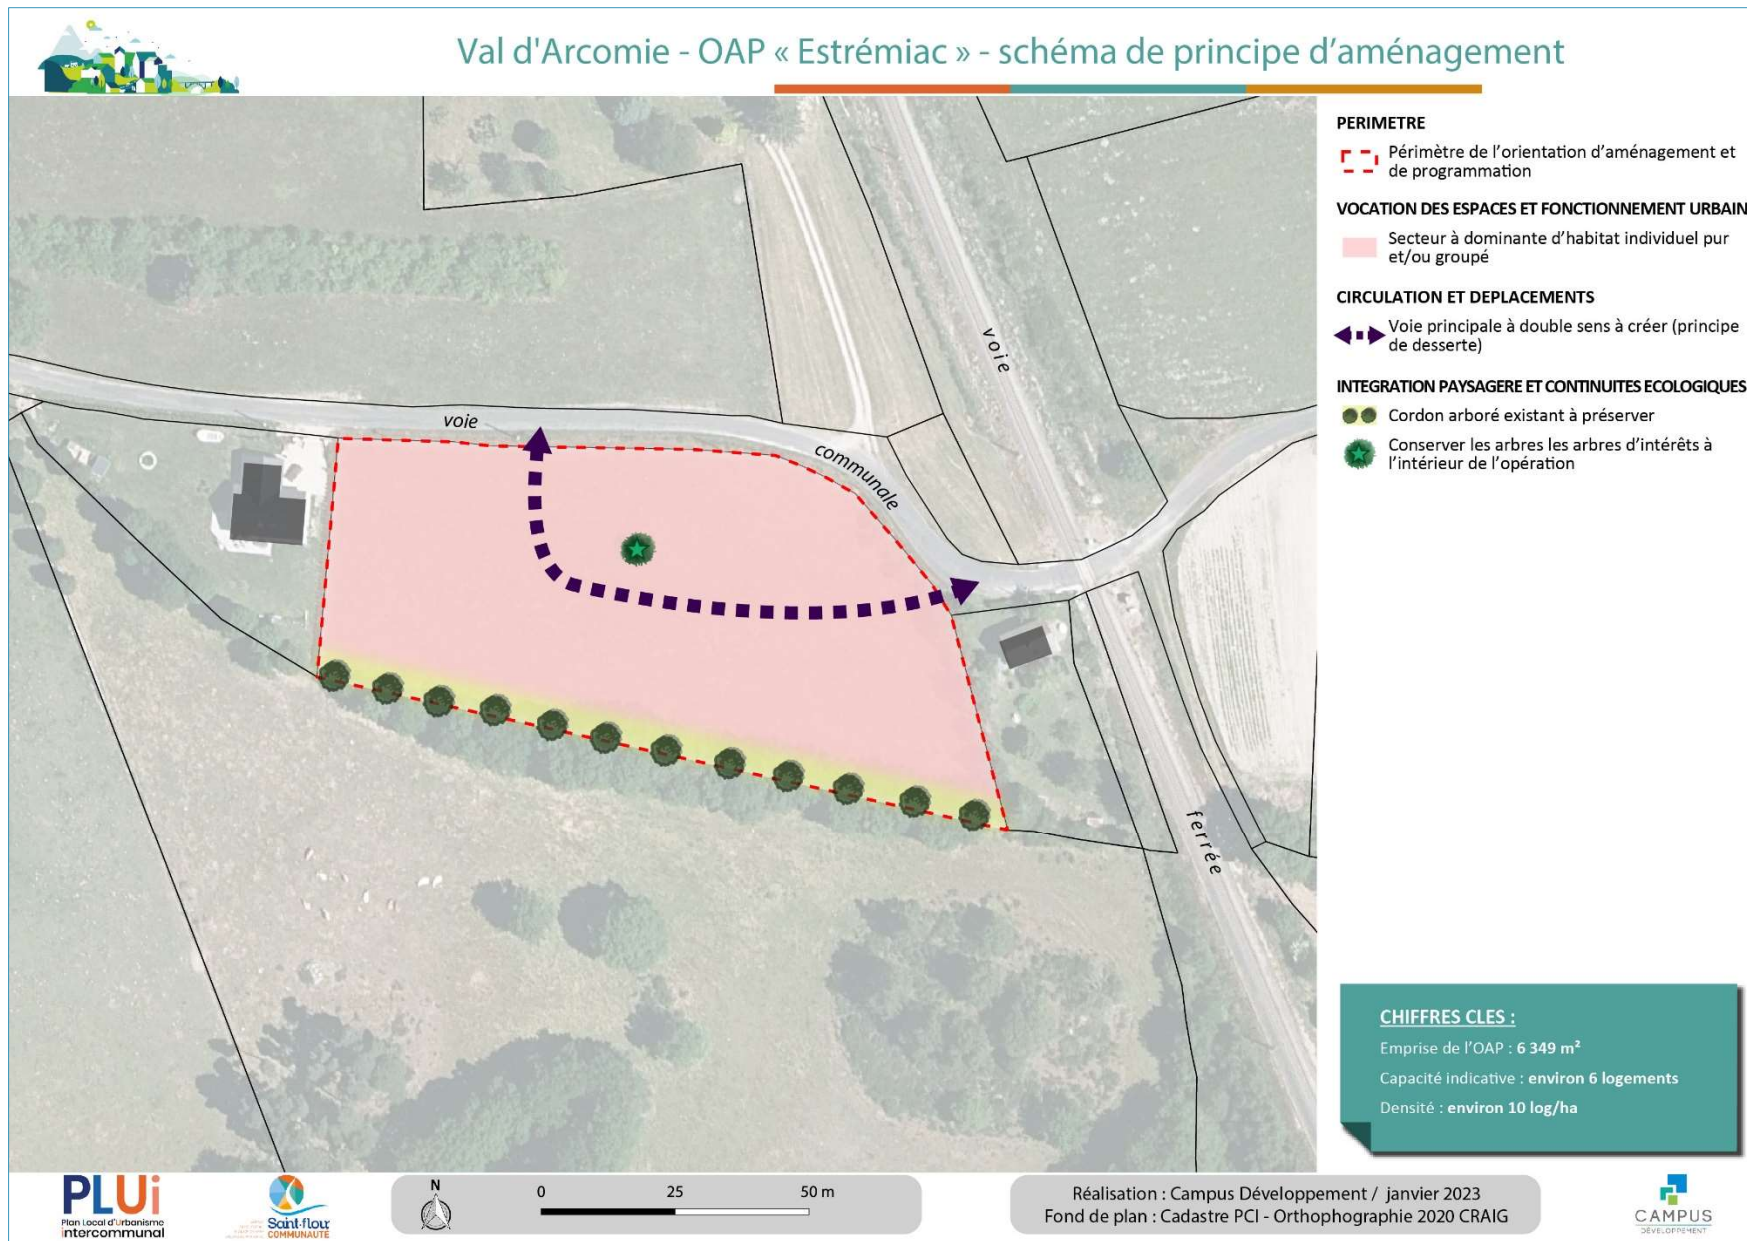 Val d'Arcomie - OAP « Estrémiac » - schéma de principe d’aménagement
PERIMETRE
Périmètre de l’orientation d’aménagement et
de programmation
VOCATION DES ESPACES ET FONCTIONNEMENT URBAIN
Secteur à dominante d’habitat individuel pur
et/ou groupé
CIRCULATION ET DEPLACEMENTS
Voie principale à double sens à créer (principe
de desserte)
INTEGRATION PAYSAGERE ET CONTINUITES ECOLOGIQUES
Cordon arboré existant à préserver
Conserver les arbres les arbres d’intérêts à
l’intérieur de l’opération
voie
communale
voie
ferrée
CHIFFRES CLES :
Emprise de l’OAP : 6 349 m²
Capacité indicative : environ 6 logements
Densité : environ 10 log/ha
PLUi
Plan Local d'Urbanisme
intercommunal
Saint-flour
COMMUNAUTÉ
N
0 25 50 m
Réalisation : Campus Développement / janvier 2023
Fond de plan : Cadastre PCI - Orthophographie 2020 CRAIG
CAMPUS
DÉVELOPPEMENT